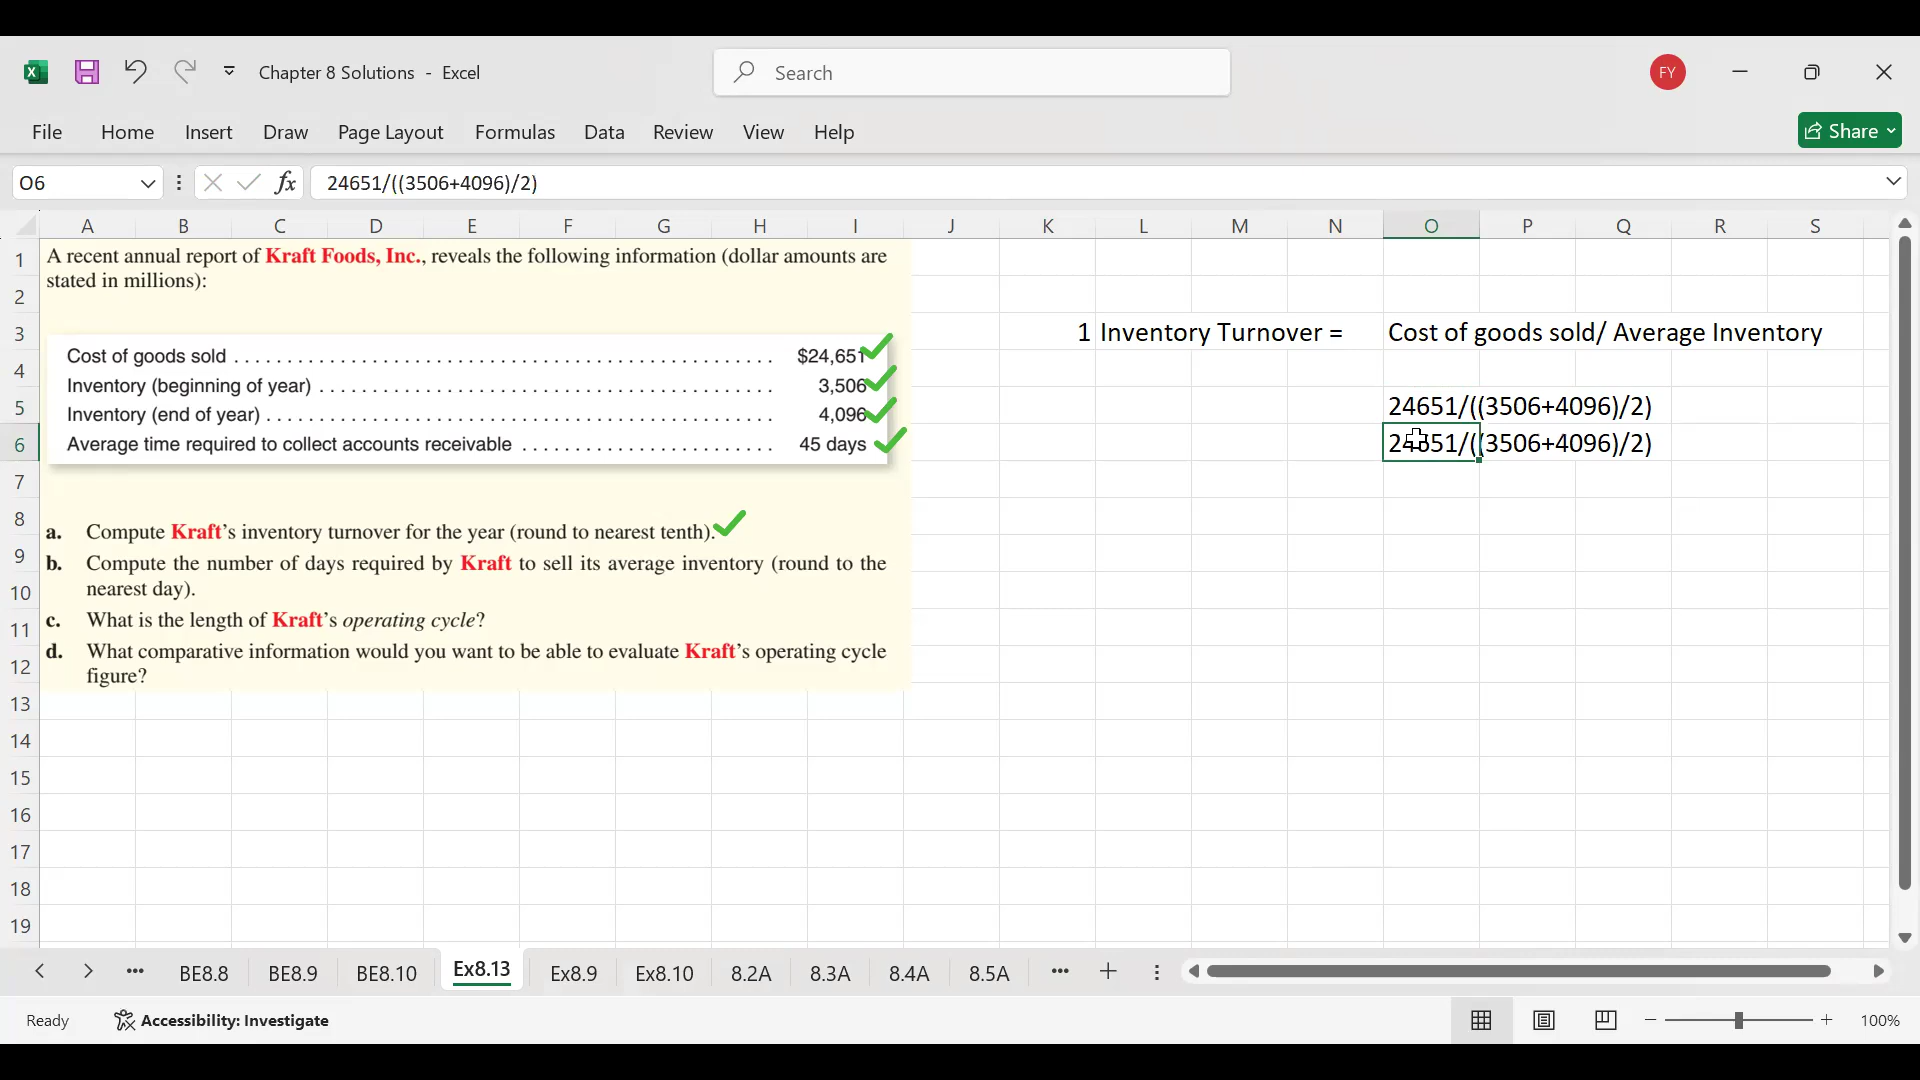 Chapter 8 Solutions - Excel
Search
FY
File Home Insert Draw Page Layout Formulas Data Review View Help
Share
O6
fx
24651/((3506+4096)/2)
A B C D E F G H I J K L M N O P Q R S
1
2
3
4
5
6
7
8
9
10
11
12
13
14
15
16
17
18
19
A recent annual report of Kraft Foods, Inc., reveals the following information (dollar amounts are
stated in millions):
Cost of goods sold . . . . . . . . . . . . . . . . . . . . . . . . . . . . . . $24,651
Inventory (beginning of year) . . . . . . . . . . . . . . . . . . . . . . . . . 3,506
Inventory (end of year) . . . . . . . . . . . . . . . . . . . . . . . . . . . . 4,096
Average time required to collect accounts receivable . . . . . . . . . . . . . . 45 days
a. Compute Kraft's inventory turnover for the year (round to nearest tenth).
b. Compute the number of days required by Kraft to sell its average inventory (round to the
nearest day).
c. What is the length of Kraft's operating cycle?
d. What comparative information would you want to be able to evaluate Kraft's operating cycle
figure?
1 Inventory Turnover = Cost of goods sold/ Average Inventory
24651/((3506+4096)/2)
24651/((3506+4096)/2)
BE8.8 BE8.9 BE8.10 Ex8.13 Ex8.9 Ex8.10 8.2A 8.3A 8.4A 8.5A
Ready Accessibility: Investigate 100%